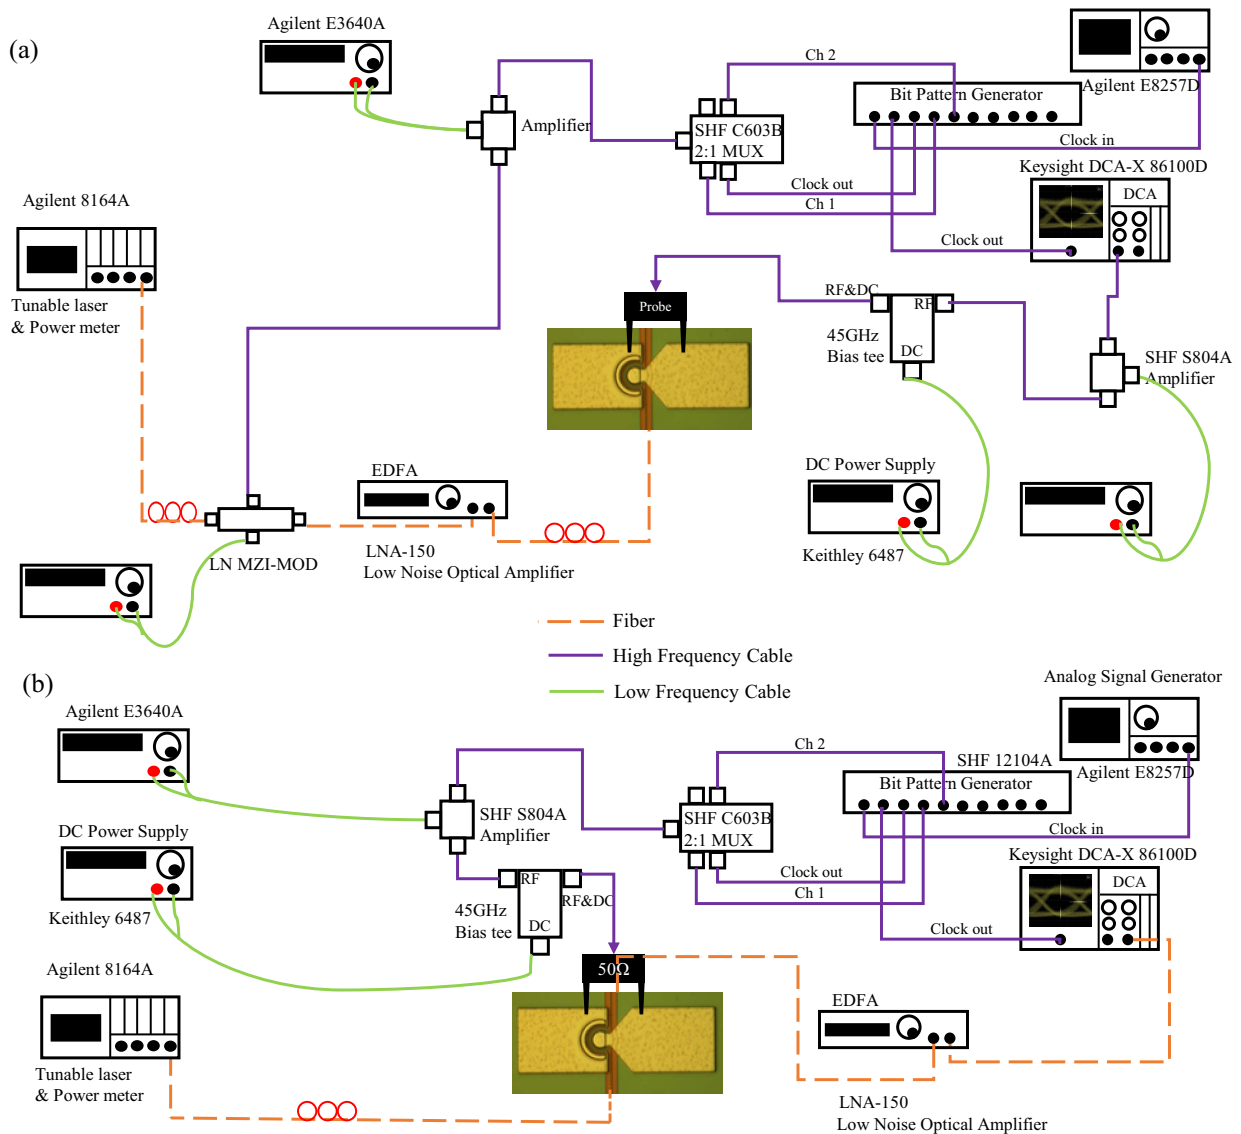 (a)
Agilent E3640A
Amplifier
Ch 2
SHF C603B
2:1 MUX
Bit Pattern Generator
Agilent E8257D
Clock in
Clock out
Ch 1
Keysight DCA-X 86100D
DCA
Clock out
Agilent 8164A
Tunable laser
& Power meter
Probe
RF&DC
RF
45GHz
Bias tee
DC
SHF S804A
Amplifier
EDFA
DC Power Supply
LN MZI-MOD
LNA-150
Low Noise Optical Amplifier
Keithley 6487
Fiber
High Frequency Cable
Low Frequency Cable
(b)
Agilent E3640A
Analog Signal Generator
Ch 2
SHF 12104A
Agilent E8257D
Bit Pattern Generator
SHF S804A
Amplifier
SHF C603B
2:1 MUX
Clock in
DC Power Supply
Keysight DCA-X 86100D
Clock out
Ch 1
DCA
RF
RF&DC
45GHz
Bias tee
DC
Keithley 6487
Clock out
Agilent 8164A
50Ω
EDFA
Tunable laser
& Power meter
LNA-150
Low Noise Optical Amplifier